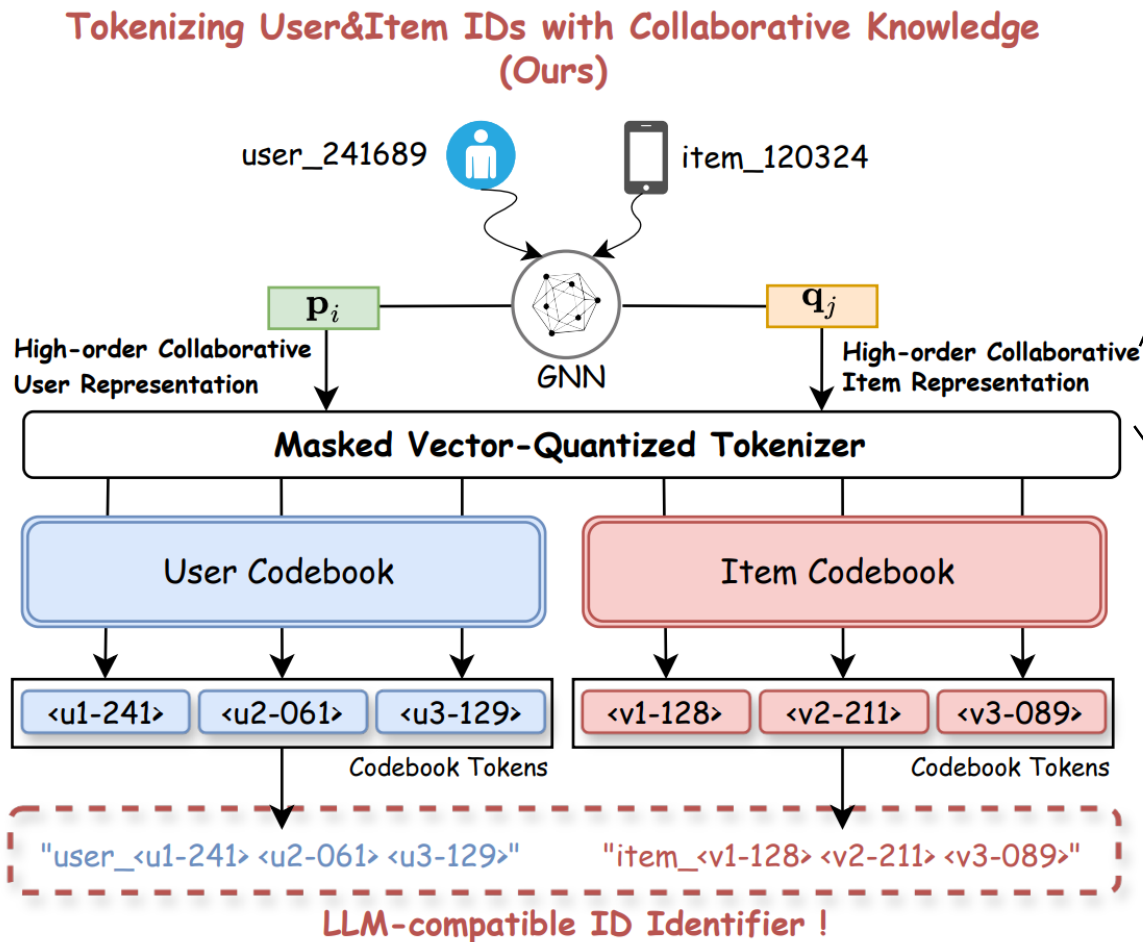 Tokenizing User&Item IDs with Collaborative Knowledge
(Ours)
user_241689
item_120324
p_i
q_j
High-order Collaborative
User Representation
GNN
High-order Collaborative
Item Representation
Masked Vector-Quantized Tokenizer
User Codebook
Item Codebook
<u1-241> <u2-061> <u3-129>
<v1-128> <v2-211> <v3-089>
Codebook Tokens
Codebook Tokens
"user_<u1-241> <u2-061> <u3-129>"
"item_<v1-128> <v2-211> <v3-089>"
LLM-compatible ID Identifier !